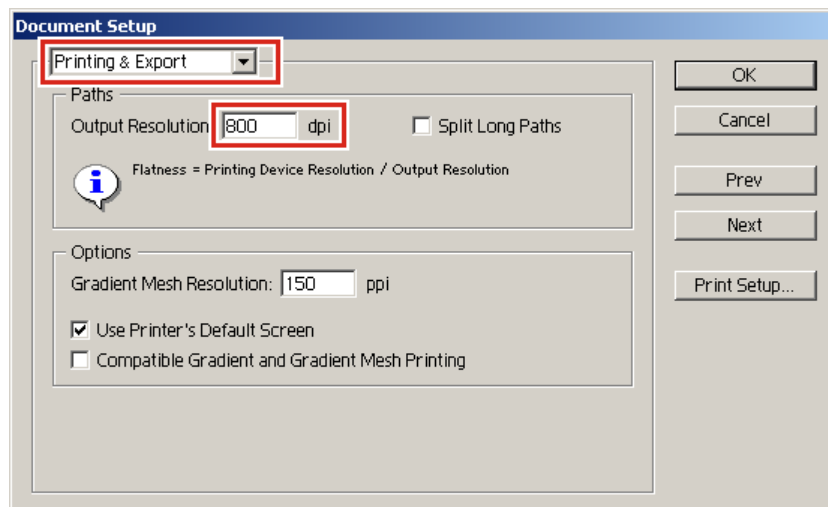 Document Setup
Printing & Export
OK
Paths
Output Resolution 800 dpi
Split Long Paths
Cancel
Flatness = Printing Device Resolution / Output Resolution
Prev
Next
Options
Gradient Mesh Resolution: 150 ppi
Print Setup...
Use Printer's Default Screen
Compatible Gradient and Gradient Mesh Printing